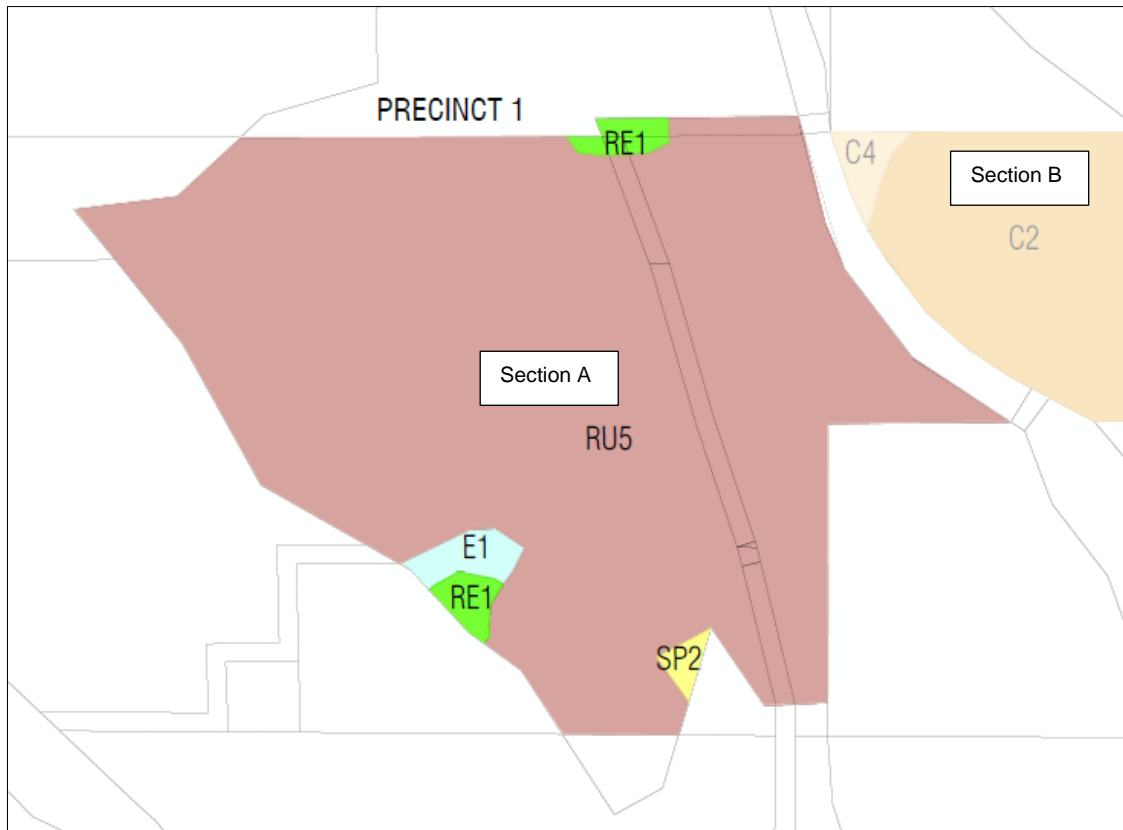 PRECINCT 1
RE1
C4
Section B
C2
Section A
RU5
E1
RE1
SP2